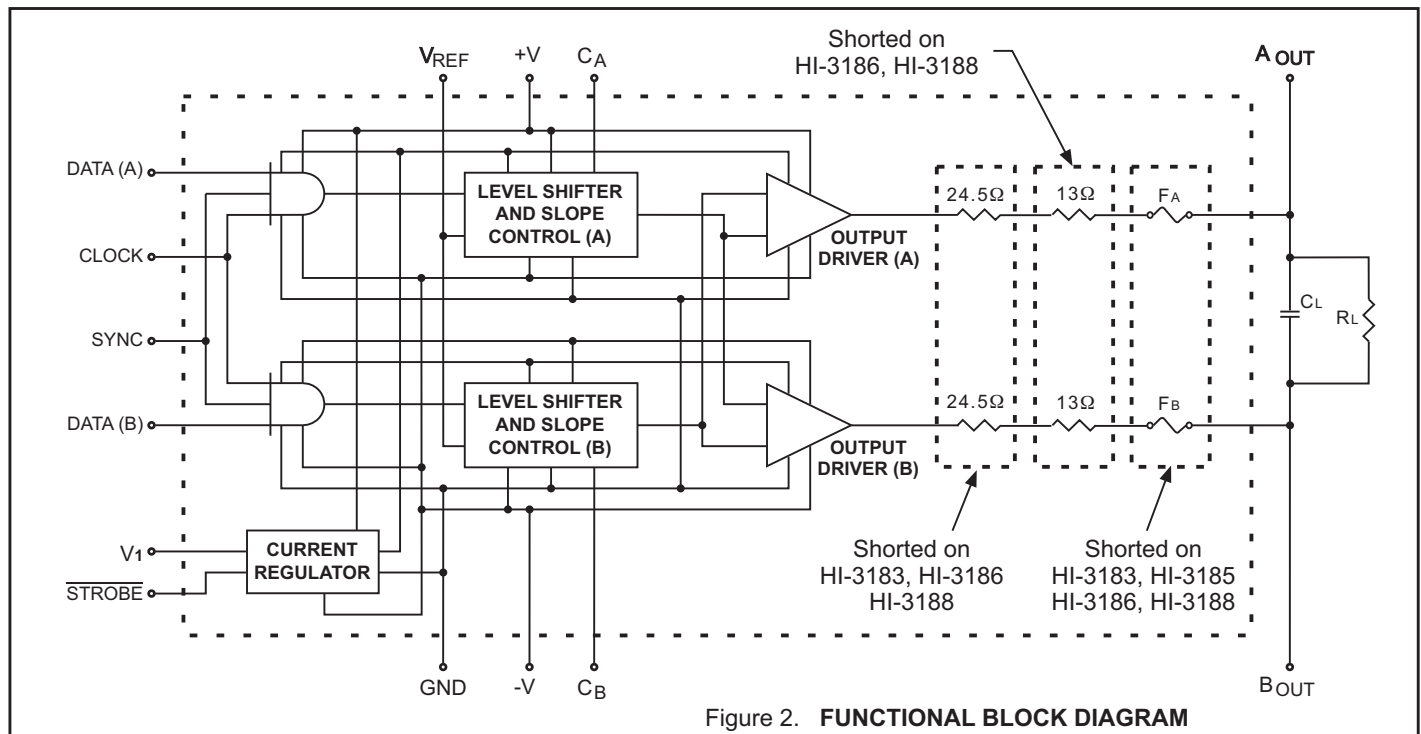 Shorted on
HI-3186, HI-3188
VREF
+V
CA
A OUT
DATA (A)
CLOCK
SYNC
DATA (B)
V1
STROBE
LEVEL SHIFTER
AND SLOPE
CONTROL (A)
OUTPUT
DRIVER (A)
24.5Ω
13Ω
FA
CL
RL
LEVEL SHIFTER
AND SLOPE
CONTROL (B)
OUTPUT
DRIVER (B)
24.5Ω
13Ω
FB
CURRENT
REGULATOR
Shorted on
HI-3183, HI-3186
HI-3188
Shorted on
HI-3183, HI-3185
HI-3186, HI-3188
GND
-V
CB
BOUT
Figure 2. FUNCTIONAL BLOCK DIAGRAM